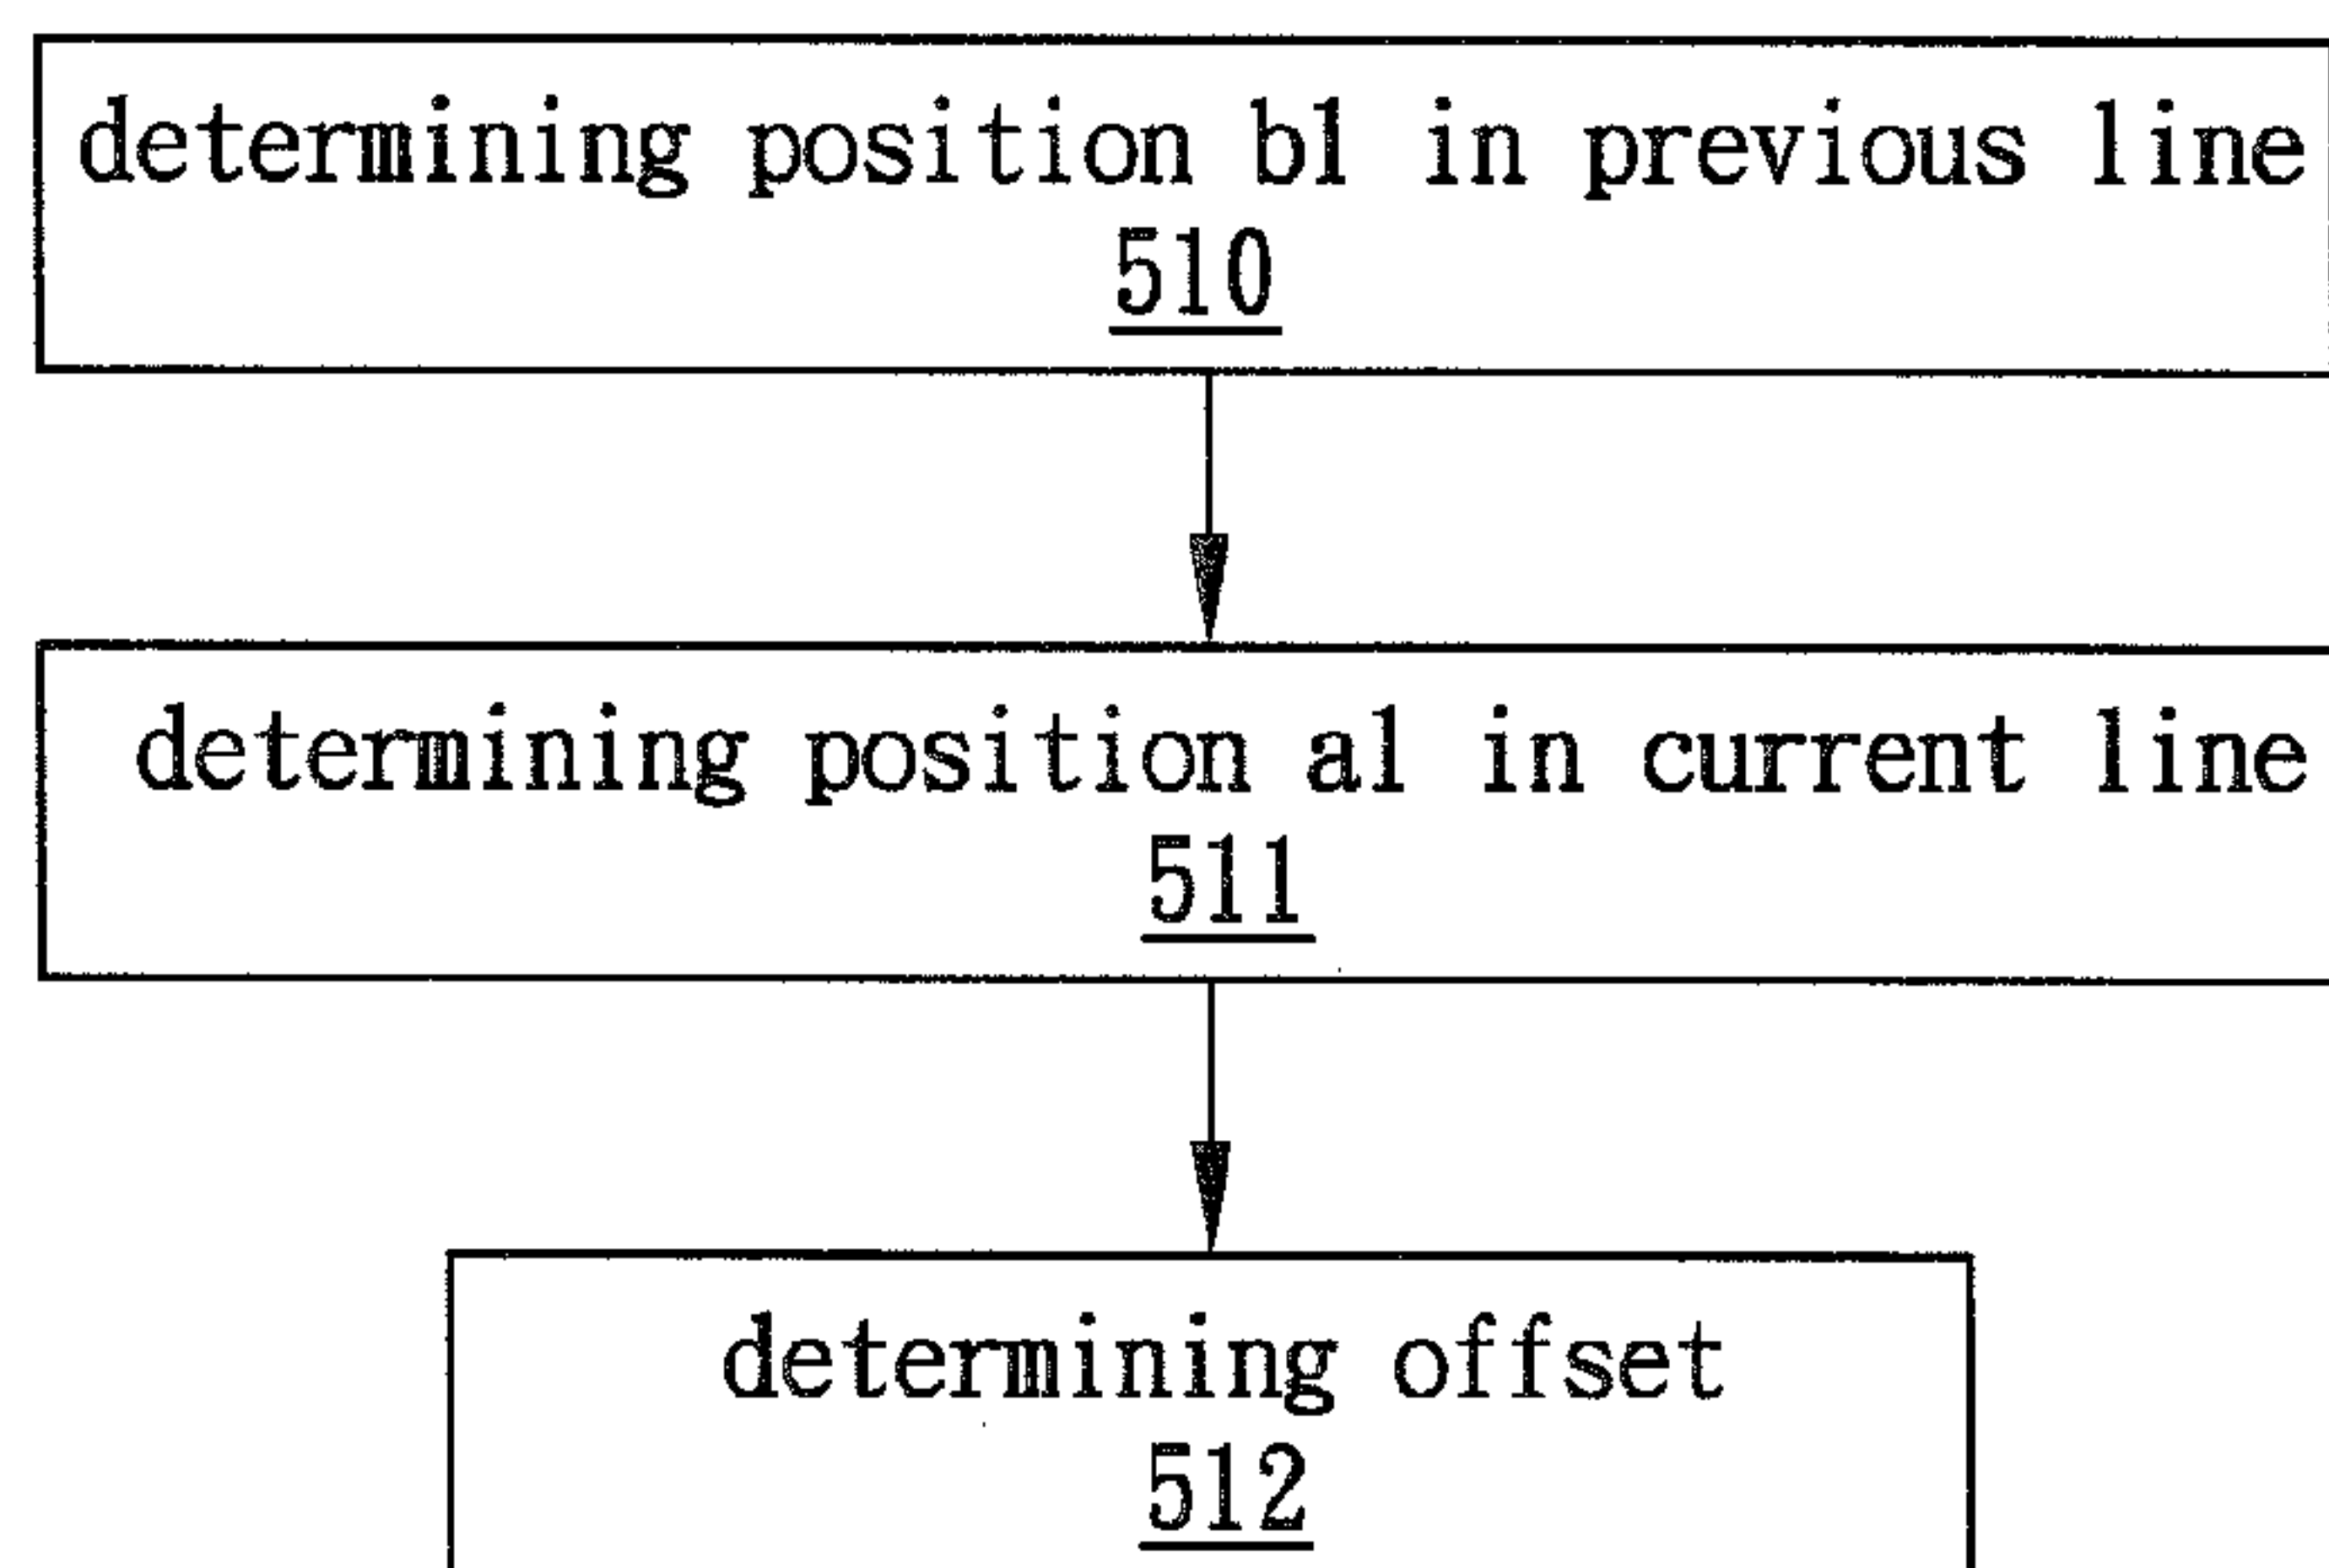 determining position b1 in previous line
510
determining position a1 in current line
511
determining offset
512